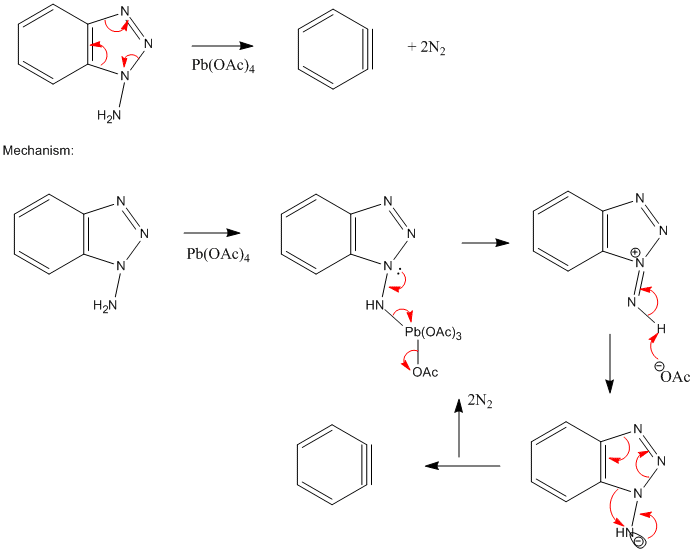 N
N
N
H₂N
Pb(OAc)₄
+ 2N₂
Mechanism:
N
N
N
H₂N
Pb(OAc)₄
N
N
N:
HN
Pb(OAc)₃
OAc
N
N
N⊕
N
H
⊖OAc
2N₂
N
N
N
HN⊖